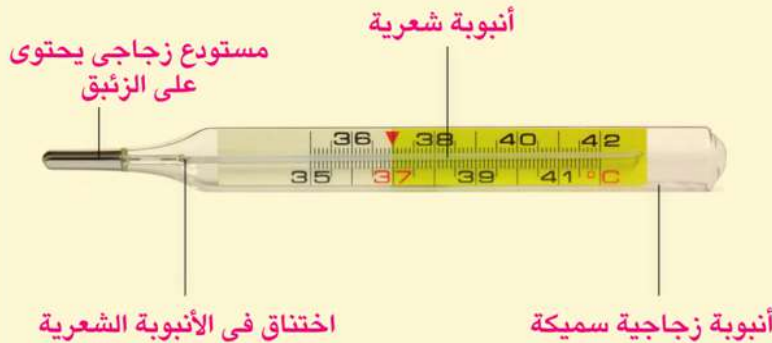 أنبوبة شعرية
مستودع زجاجى يحتوى
على الزئبق
36 38 40 42
35 37 39 41 °C
اختناق فى الأنبوبة الشعرية
أنبوبة زجاجية سميكة